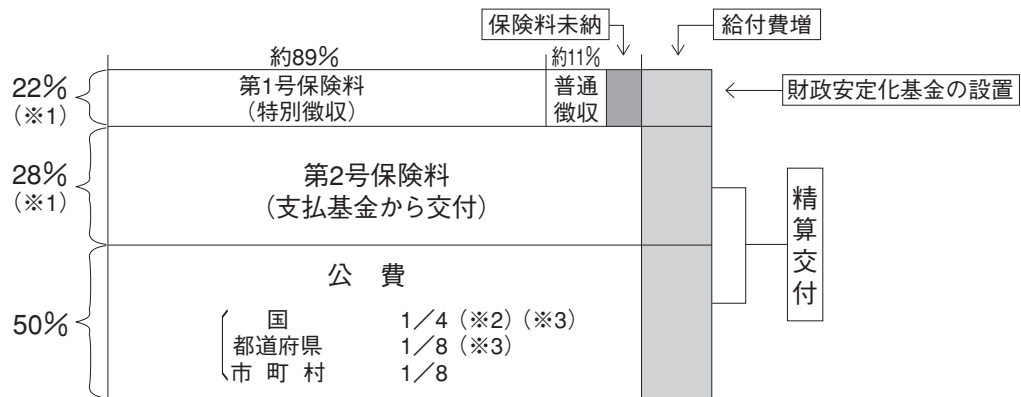 保険料未納
給付費増
約89%
約11%
22%
(※1)
第1号保険料
(特別徴収)
普通
徴収
財政安定化基金の設置
28%
(※1)
第2号保険料
(支払基金から交付)
精算交付
50%
公 費
国 1/4 (※2) (※3)
都道府県 1/8 (※3)
市 町 村 1/8